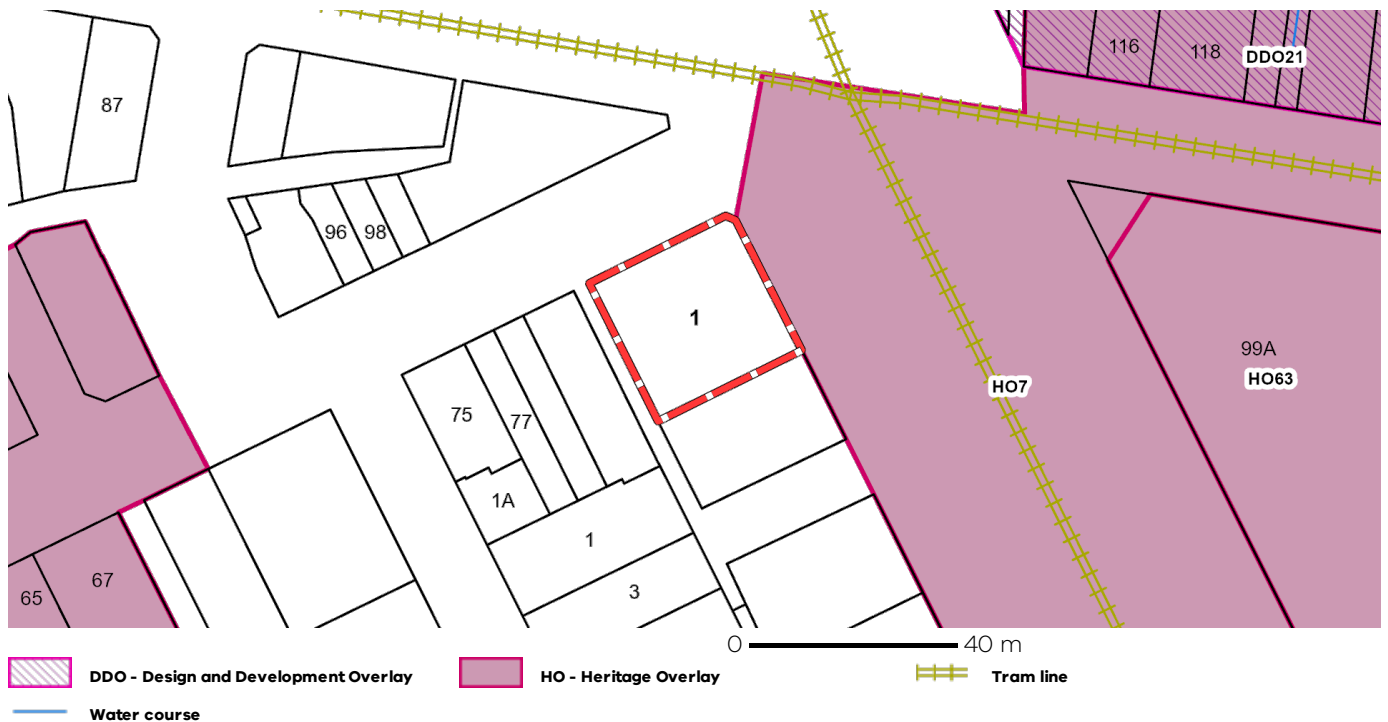 116
118
DDO21
87
96
98
1
99A
HO63
HO7
75
77
1A
1
3
67
65
0 40 m
DDO - Design and Development Overlay
HO - Heritage Overlay
Tram line
Water course